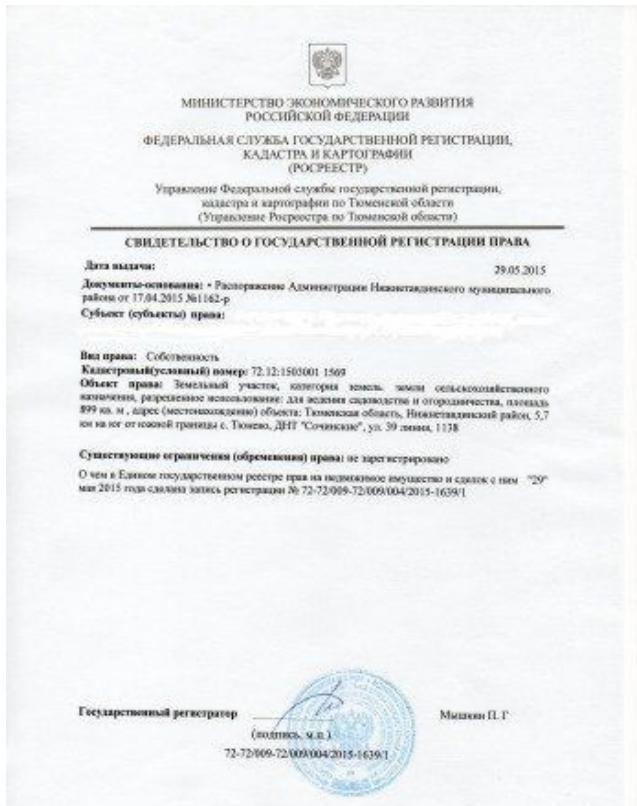 МИНИСТЕРСТВО ЭКОНОМИЧЕСКОГО РАЗВИТИЯ
РОССИЙСКОЙ ФЕДЕРАЦИИ
ФЕДЕРАЛЬНАЯ СЛУЖБА ГОСУДАРСТВЕННОЙ РЕГИСТРАЦИИ,
КАДАСТРА И КАРТОГРАФИИ
(РОСРЕЕСТР)
Управление Федеральной службы государственной регистрации,
кадастра и картографии по Тюменской области
(Управление Росреестра по Тюменской области)
СВИДЕТЕЛЬСТВО О ГОСУДАРСТВЕННОЙ РЕГИСТРАЦИИ ПРАВА
Дата выдачи: 29.05.2015
Документы-основания: • Распоряжение Администрации Нижнетавдинского муниципального
района от 17.04.2015 №1162-р
Субъект (субъекты) права:
Вид права: Собственность
Кадастровый(условный) номер: 72:12:1503001 1569
Объект права: Земельный участок, категория земель: земли сельскохозяйственного
назначения, разрешенное использование: для ведения садоводства и огородничества, площадь
899 кв. м , адрес (местонахождение) объекта: Тюменская область, Нижнетавдинский район, 5,7
км на юг от южной границы с. Тюнево, ДНТ "Сочинские", ул. 39 линия, 1138
Существующие ограничения (обременения) права: не зарегистрировано
О чем в Едином государственном реестре прав на недвижимое имущество и сделок с ним "29"
мая 2015 года сделана запись регистрации № 72-72/009-72/009/004/2015-1639/1
Государственный регистратор Мышкин П. Г
(подпись, м.п.)
72-72/009-72/009/004/2015-1639/1